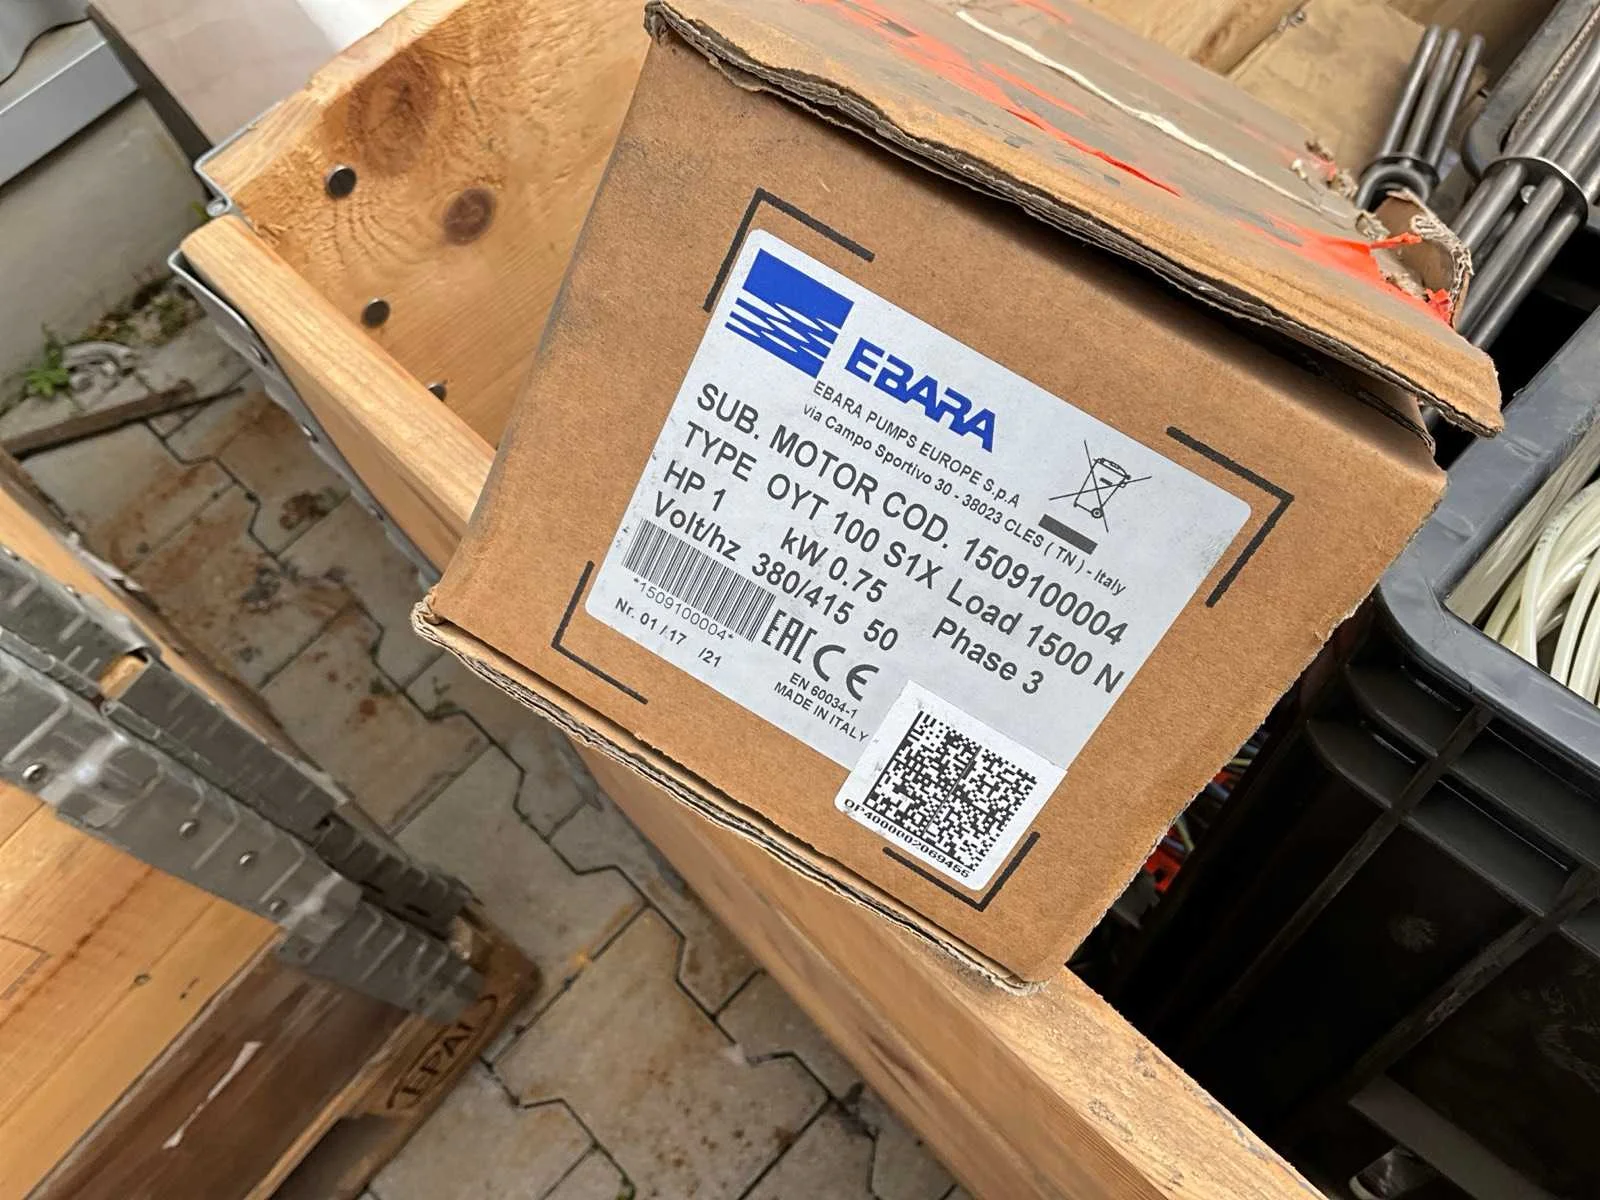 EBARA
EBARA PUMPS EUROPE S.p.A
via Campo Sportivo 30 - 38023 CLES ( TN ) - Italy
SUB. MOTOR COD. 1509100004
TYPE OYT 100 S1X Load 1500 N
HP 1 kW 0.75 Phase 3
Volt/hz 380/415 50
*1509100004*
Nr. 01 /17 /21
EAC CE
EN 60034-1
MADE IN ITALY
OP4000002069455
EPAL